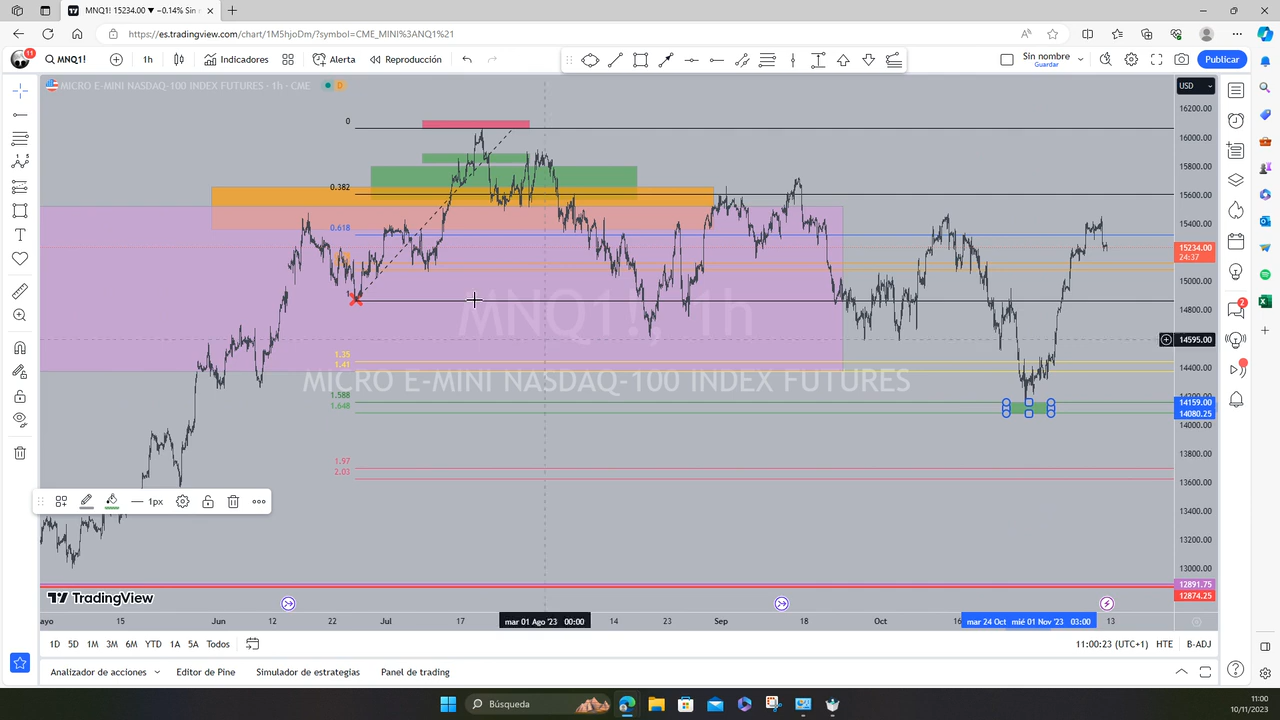 MNQ1! 15234.00 ▼ −0.14% Sin n
https://es.tradingview.com/chart/1M5hjoDm/?symbol=CME_MINI%3ANQ1%21
11
MNQ1!
1h
Indicadores
Alerta
Reproducción
Sin nombre
Guardar
Publicar
MICRO E-MINI NASDAQ-100 INDEX FUTURES · 1h · CME
D
USD
16200.00
16000.00
15800.00
15600.00
15400.00
15234.00
24:37
15000.00
14800.00
14595.00
14400.00
14159.00
14080.25
14000.00
13800.00
13600.00
13400.00
13200.00
13000.00
12891.75
12874.25
0
0.382
0.618
1
1.35
1.41
1.588
1.648
1.97
2.03
MNQ1!, 1h
MICRO E-MINI NASDAQ-100 INDEX FUTURES
2
1px
TradingView
ayo
15
Jun
12
22
Jul
17
mar 01 Ago '23 00:00
14
23
Sep
18
Oct
16
mar 24 Oct
mié 01 Nov '23 03:00
13
1D
5D
1M
3M
6M
YTD
1A
5A
Todos
11:00:23 (UTC+1)
HTE
B-ADJ
Analizador de acciones
Editor de Pine
Simulador de estrategias
Panel de trading
Búsqueda
11:00
10/11/2023